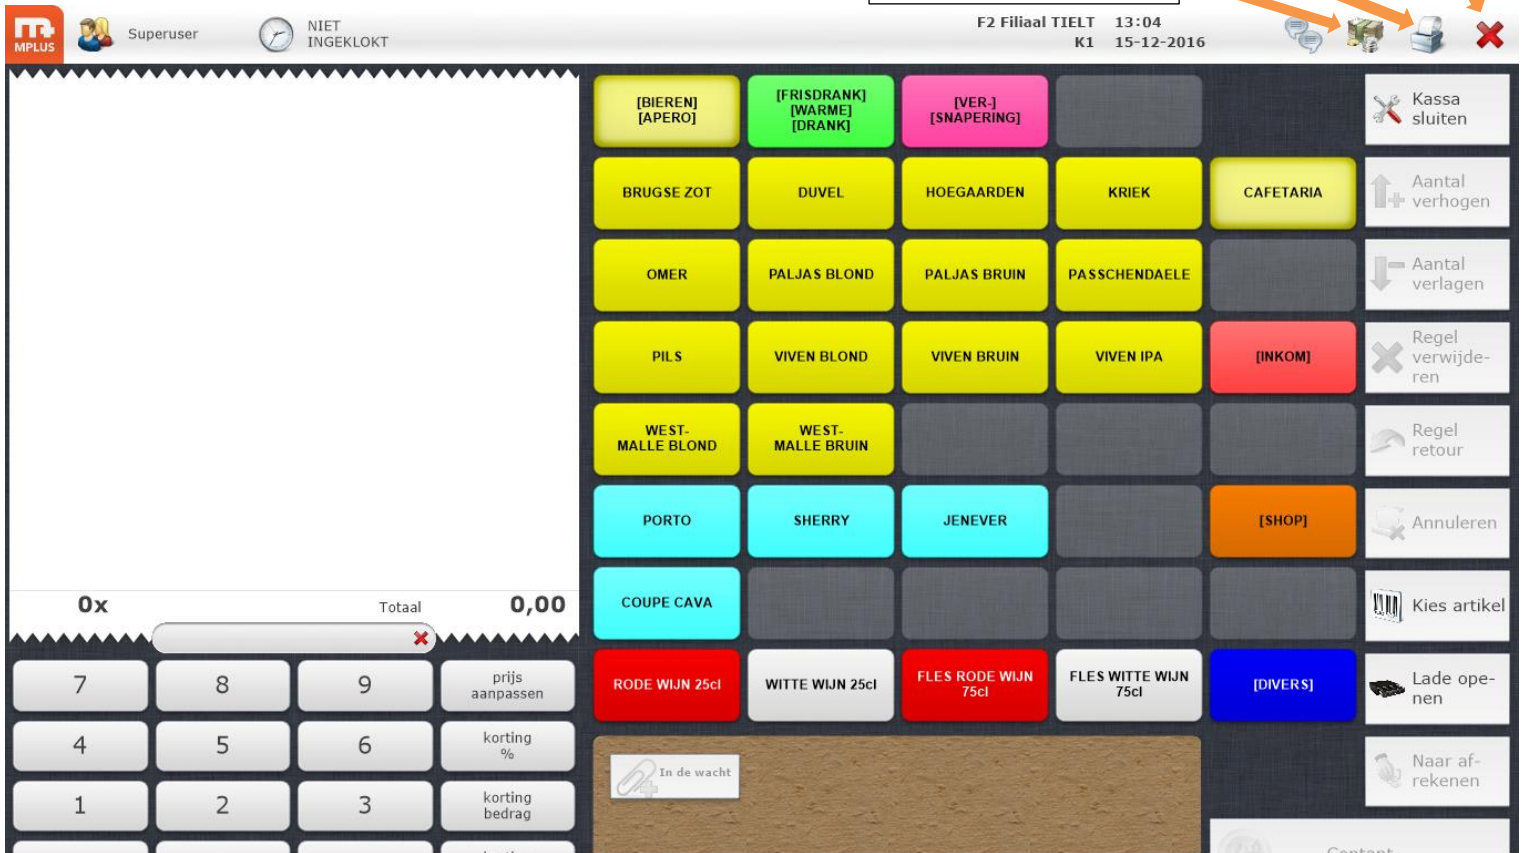 MPLUS
Superuser
NIET
INGEKLOKT
F2 Filiaal TIELT 13:04
K1 15-12-2016
[BIEREN]
[APERO]
[FRISDRANK]
[WARME]
[DRANK]
[VER-]
[SNAPERING]
Kassa
sluiten
BRUGSE ZOT
DUVEL
HOEGAARDEN
KRIEK
CAFETARIA
Aantal
verhogen
OMER
PALJAS BLOND
PALJAS BRUIN
PASSCHENDAELE
Aantal
verlagen
PILS
VIVEN BLOND
VIVEN BRUIN
VIVEN IPA
[INKOM]
Regel
verwijde-
ren
WEST-
MALLE BLOND
WEST-
MALLE BRUIN
Regel
retour
PORTO
SHERRY
JENEVER
[SHOP]
Annuleren
0x
Totaal
0,00
COUPE CAVA
Kies artikel
7
8
9
prijs
aanpassen
RODE WIJN 25cl
WITTE WIJN 25cl
FLES RODE WIJN
75cl
FLES WITTE WIJN
75cl
[DIVERS]
Lade ope-
nen
4
5
6
korting
%
In de wacht
Naar af-
rekenen
1
2
3
korting
bedrag